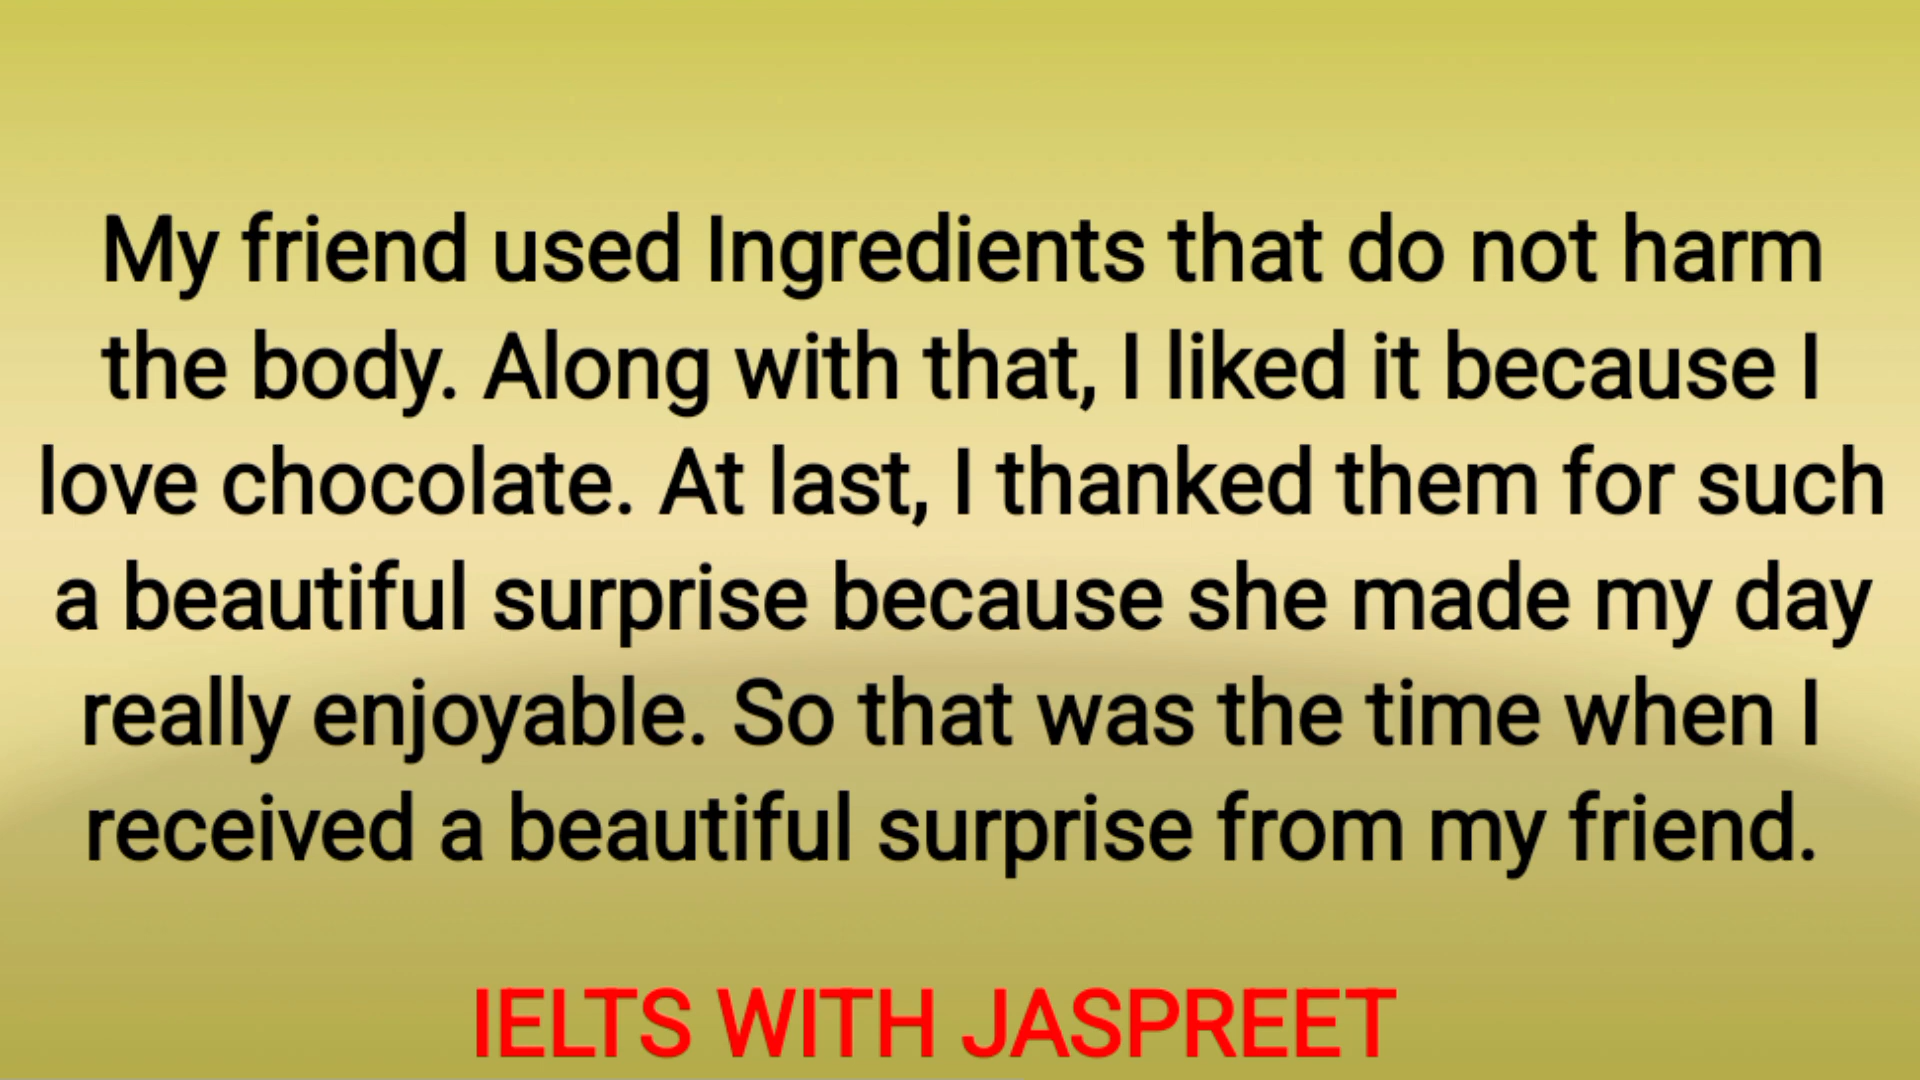 My friend used Ingredients that do not harm
the body. Along with that, I liked it because I
love chocolate. At last, I thanked them for such
a beautiful surprise because she made my day
really enjoyable. So that was the time when I
received a beautiful surprise from my friend.
IELTS WITH JASPREET